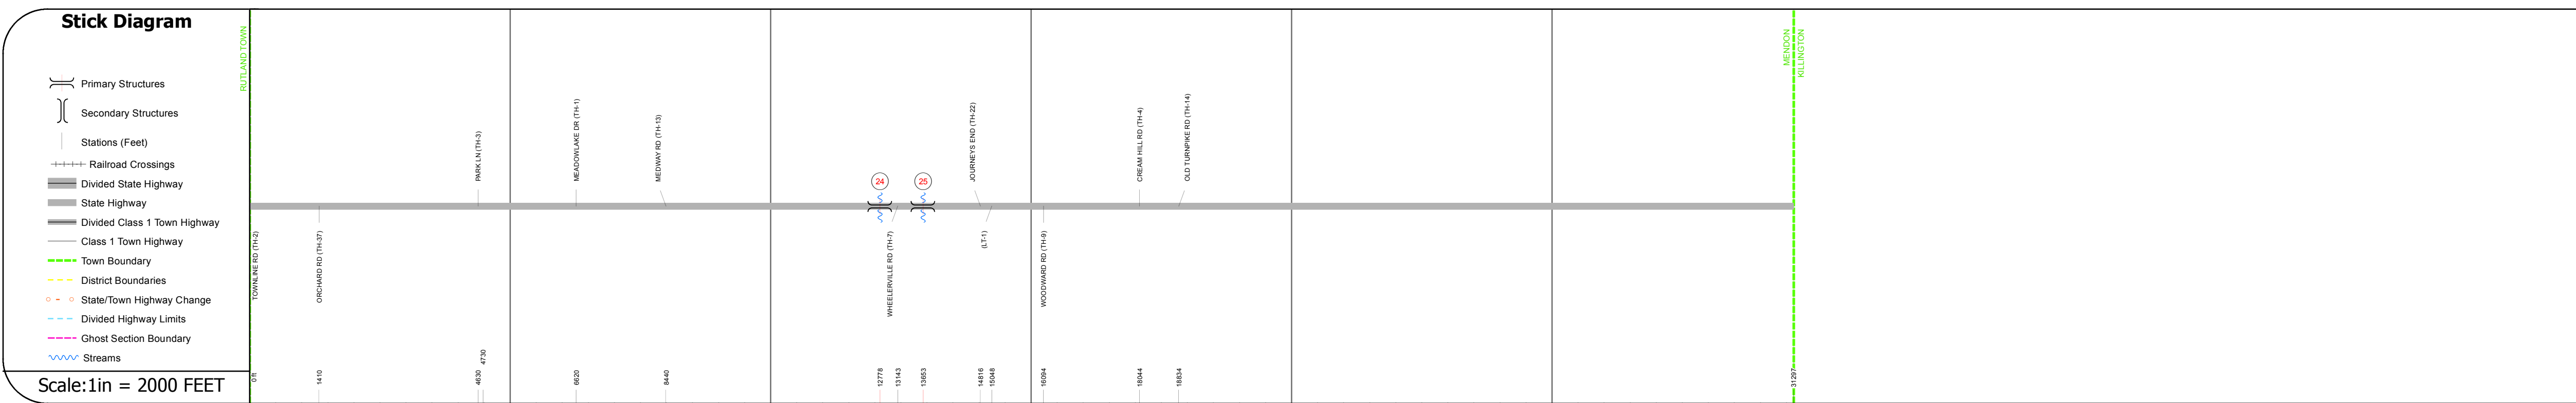 Stick Diagram
Primary Structures
Secondary Structures
Stations (Feet)
Railroad Crossings
Divided State Highway
State Highway
Divided Class 1 Town Highway
Class 1 Town Highway
Town Boundary
District Boundaries
State/Town Highway Change
Divided Highway Limits
Ghost Section Boundary
Streams
Scale:1in = 2000 FEET
RUTLAND TOWN
TOWNLINE RD (TH-2)
ORCHARD RD (TH-37)
PARK LN (TH-3)
MEADOWLAKE DR (TH-1)
MEDWAY RD (TH-13)
24
WHEELERVILLE RD (TH-7)
25
JOURNEYS END (TH-22)
(LT-1)
WOODWARD RD (TH-9)
CREAM HILL RD (TH-4)
OLD TURNPIKE RD (TH-14)
MENDON
KILLINGTON
0 ft
1410
4630
4730
6620
8440
12778
13143
13653
14816
15048
16094
18044
18834
31297